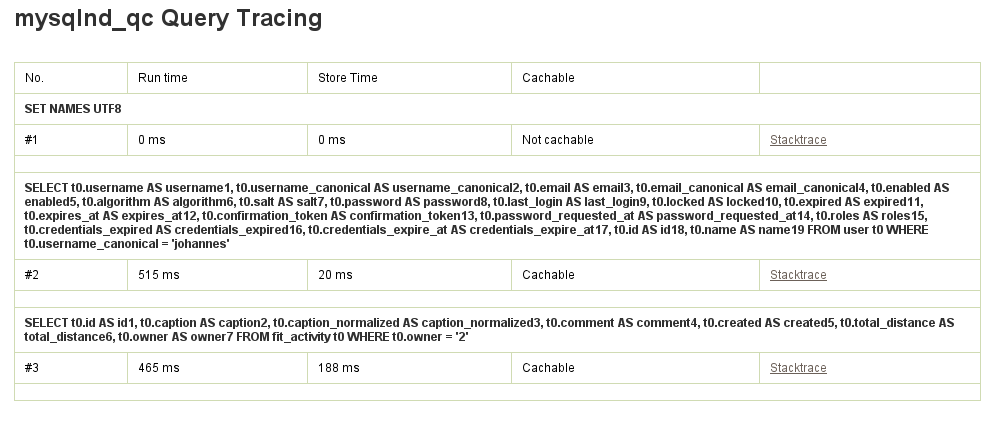 mysqlnd_qc Query Tracing
No. Run time Store Time Cachable
SET NAMES UTF8
#1 0 ms 0 ms Not cachable Stacktrace
SELECT t0.username AS username1, t0.username_canonical AS username_canonical2, t0.email AS email3, t0.email_canonical AS email_canonical4, t0.enabled AS
enabled5, t0.algorithm AS algorithm6, t0.salt AS salt7, t0.password AS password8, t0.last_login AS last_login9, t0.locked AS locked10, t0.expired AS expired11,
t0.expires_at AS expires_at12, t0.confirmation_token AS confirmation_token13, t0.password_requested_at AS password_requested_at14, t0.roles AS roles15,
t0.credentials_expired AS credentials_expired16, t0.credentials_expire_at AS credentials_expire_at17, t0.id AS id18, t0.name AS name19 FROM user t0 WHERE
t0.username_canonical = 'johannes'
#2 515 ms 20 ms Cachable Stacktrace
SELECT t0.id AS id1, t0.caption AS caption2, t0.caption_normalized AS caption_normalized3, t0.comment AS comment4, t0.created AS created5, t0.total_distance AS
total_distance6, t0.owner AS owner7 FROM fit_activity t0 WHERE t0.owner = '2'
#3 465 ms 188 ms Cachable Stacktrace